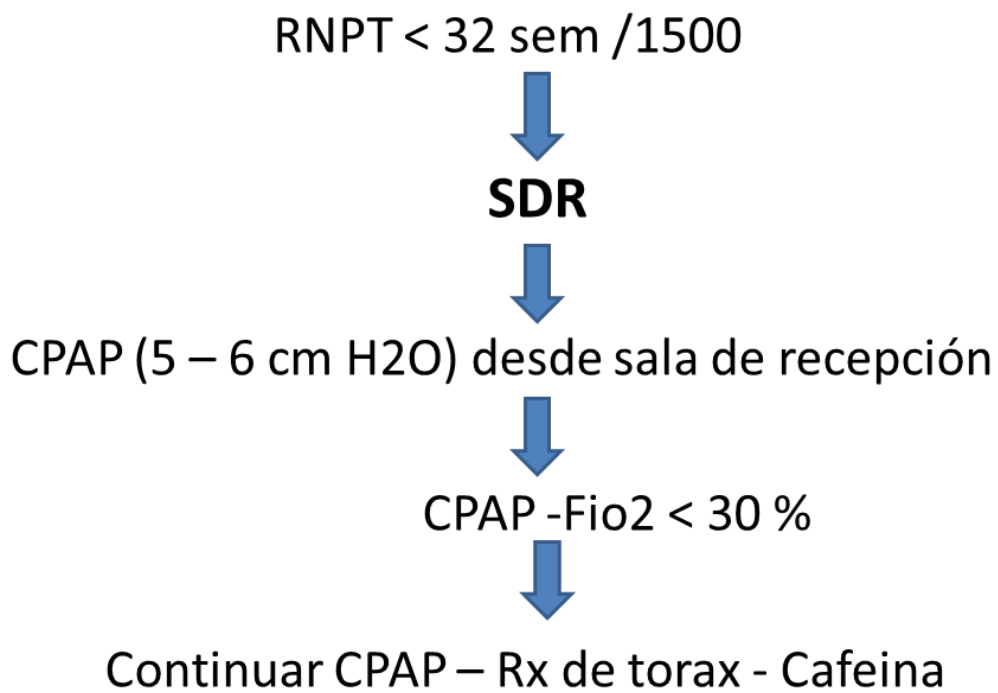 RNPT < 32 sem /1500
SDR
CPAP (5 – 6 cm H2O) desde sala de recepción
CPAP -Fio2 < 30 %
Continuar CPAP – Rx de torax - Cafeina